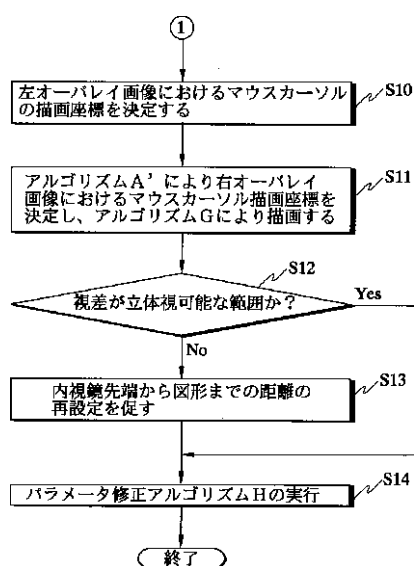 1
S10
左オーバレイ画像におけるマウスカーソル
の描画座標を決定する
S11
アルゴリズムA'により右オーバレイ
画像におけるマウスカーソル描画座標を
決定し、アルゴリズムGにより描画する
S12
視差が立体視可能な範囲か?
Yes
No
S13
内視鏡先端から図形までの距離の
再設定を促す
S14
パラメータ修正アルゴリズムHの実行
終了